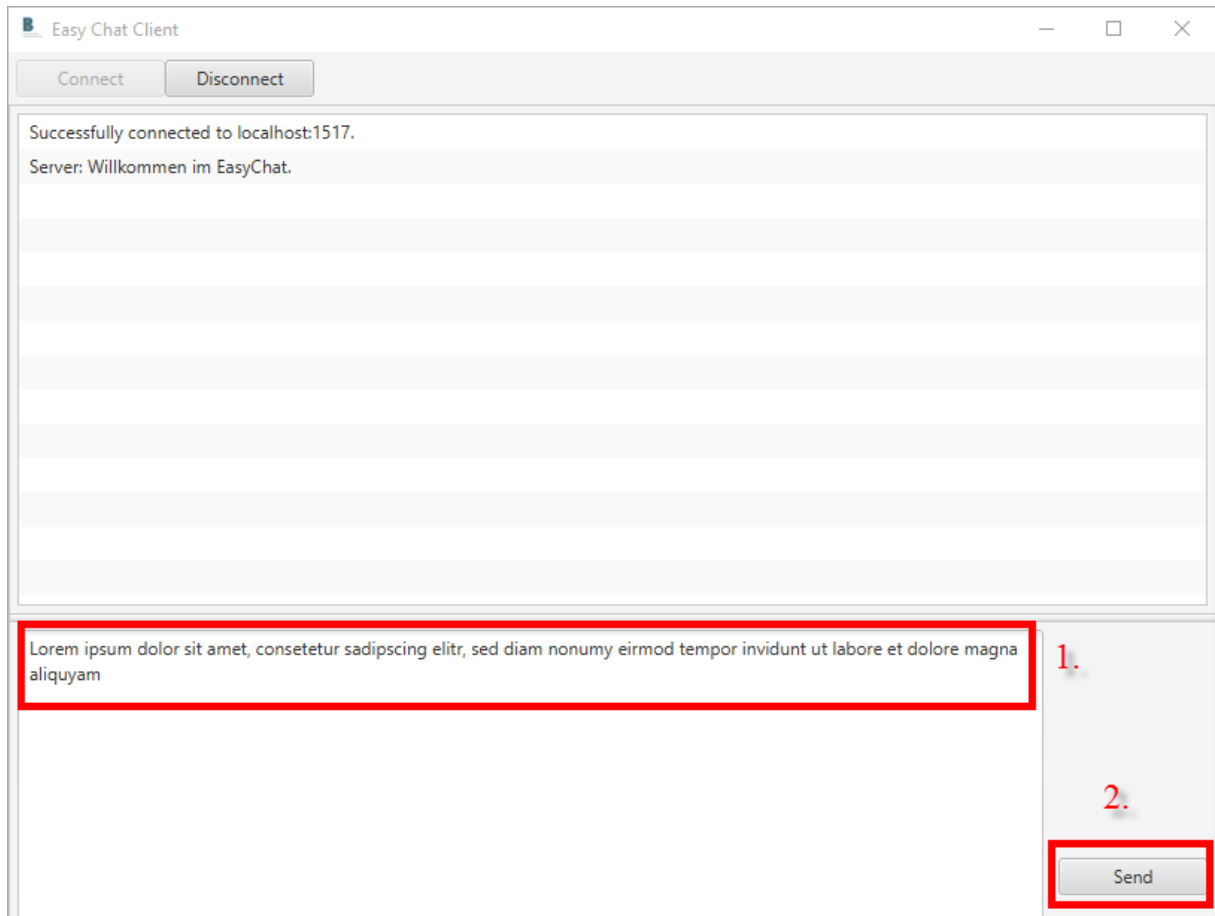 Easy Chat Client
Connect Disconnect
Successfully connected to localhost:1517.
Server: Willkommen im EasyChat.
Lorem ipsum dolor sit amet, consetetur sadipscing elitr, sed diam nonumy eirmod tempor invidunt ut labore et dolore magna
aliquyam
1.
2.
Send